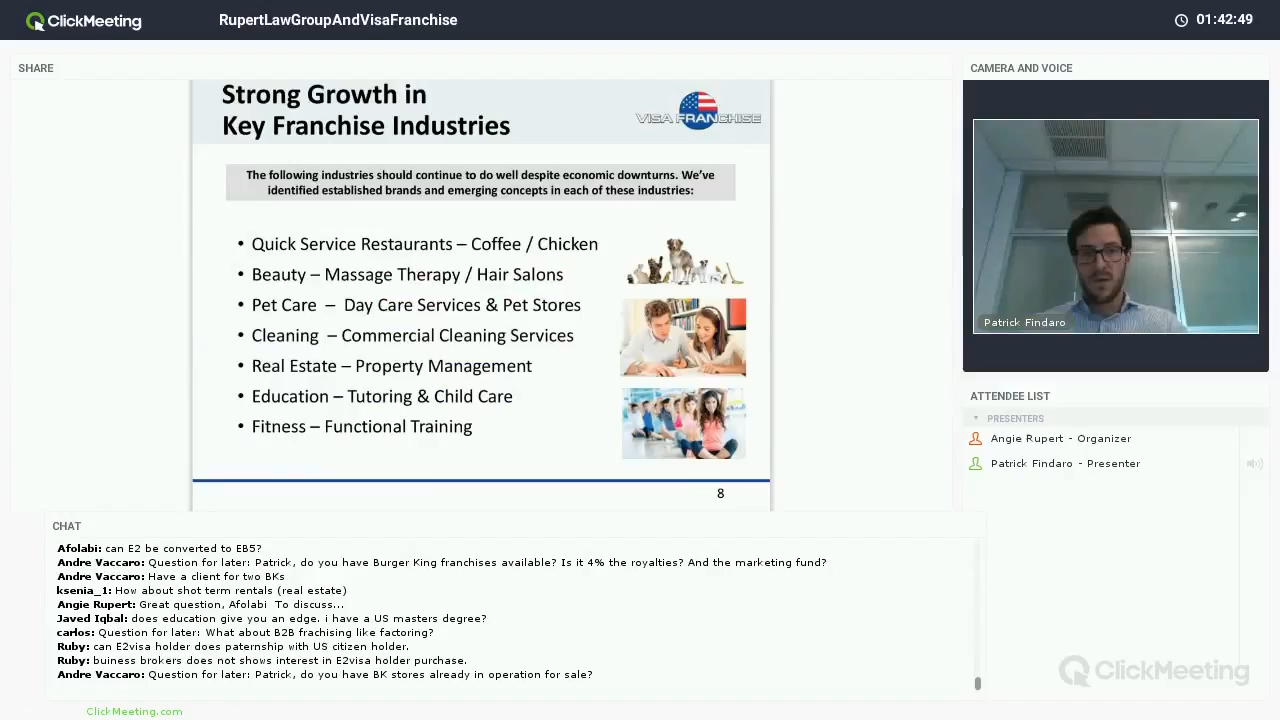 ClickMeeting
RupertLawGroupAndVisaFranchise
01:42:49
SHARE
Strong Growth in
Key Franchise Industries
VISA FRANCHISE
The following industries should continue to do well despite economic downturns. We've
identified established brands and emerging concepts in each of these industries:
• Quick Service Restaurants – Coffee / Chicken
• Beauty – Massage Therapy / Hair Salons
• Pet Care – Day Care Services & Pet Stores
• Cleaning – Commercial Cleaning Services
• Real Estate – Property Management
• Education – Tutoring & Child Care
• Fitness – Functional Training
8
CAMERA AND VOICE
Patrick Findaro
ATTENDEE LIST
PRESENTERS
Angie Rupert - Organizer
Patrick Findaro - Presenter
CHAT
Afolabi: can E2 be converted to EB5?
Andre Vaccaro: Question for later: Patrick, do you have Burger King franchises available? Is it 4% the royalties? And the marketing fund?
Andre Vaccaro: Have a client for two BKs
ksenia_1: How about shot term rentals (real estate)
Angie Rupert: Great question, Afolabi To discuss...
Javed Iqbal: does education give you an edge. i have a US masters degree?
carlos: Question for later: What about B2B frachising like factoring?
Ruby: can E2visa holder does paternship with US citizen holder.
Ruby: buiness brokers does not shows interest in E2visa holder purchase.
Andre Vaccaro: Question for later: Patrick, do you have BK stores already in operation for sale?
ClickMeeting
ClickMeeting.com